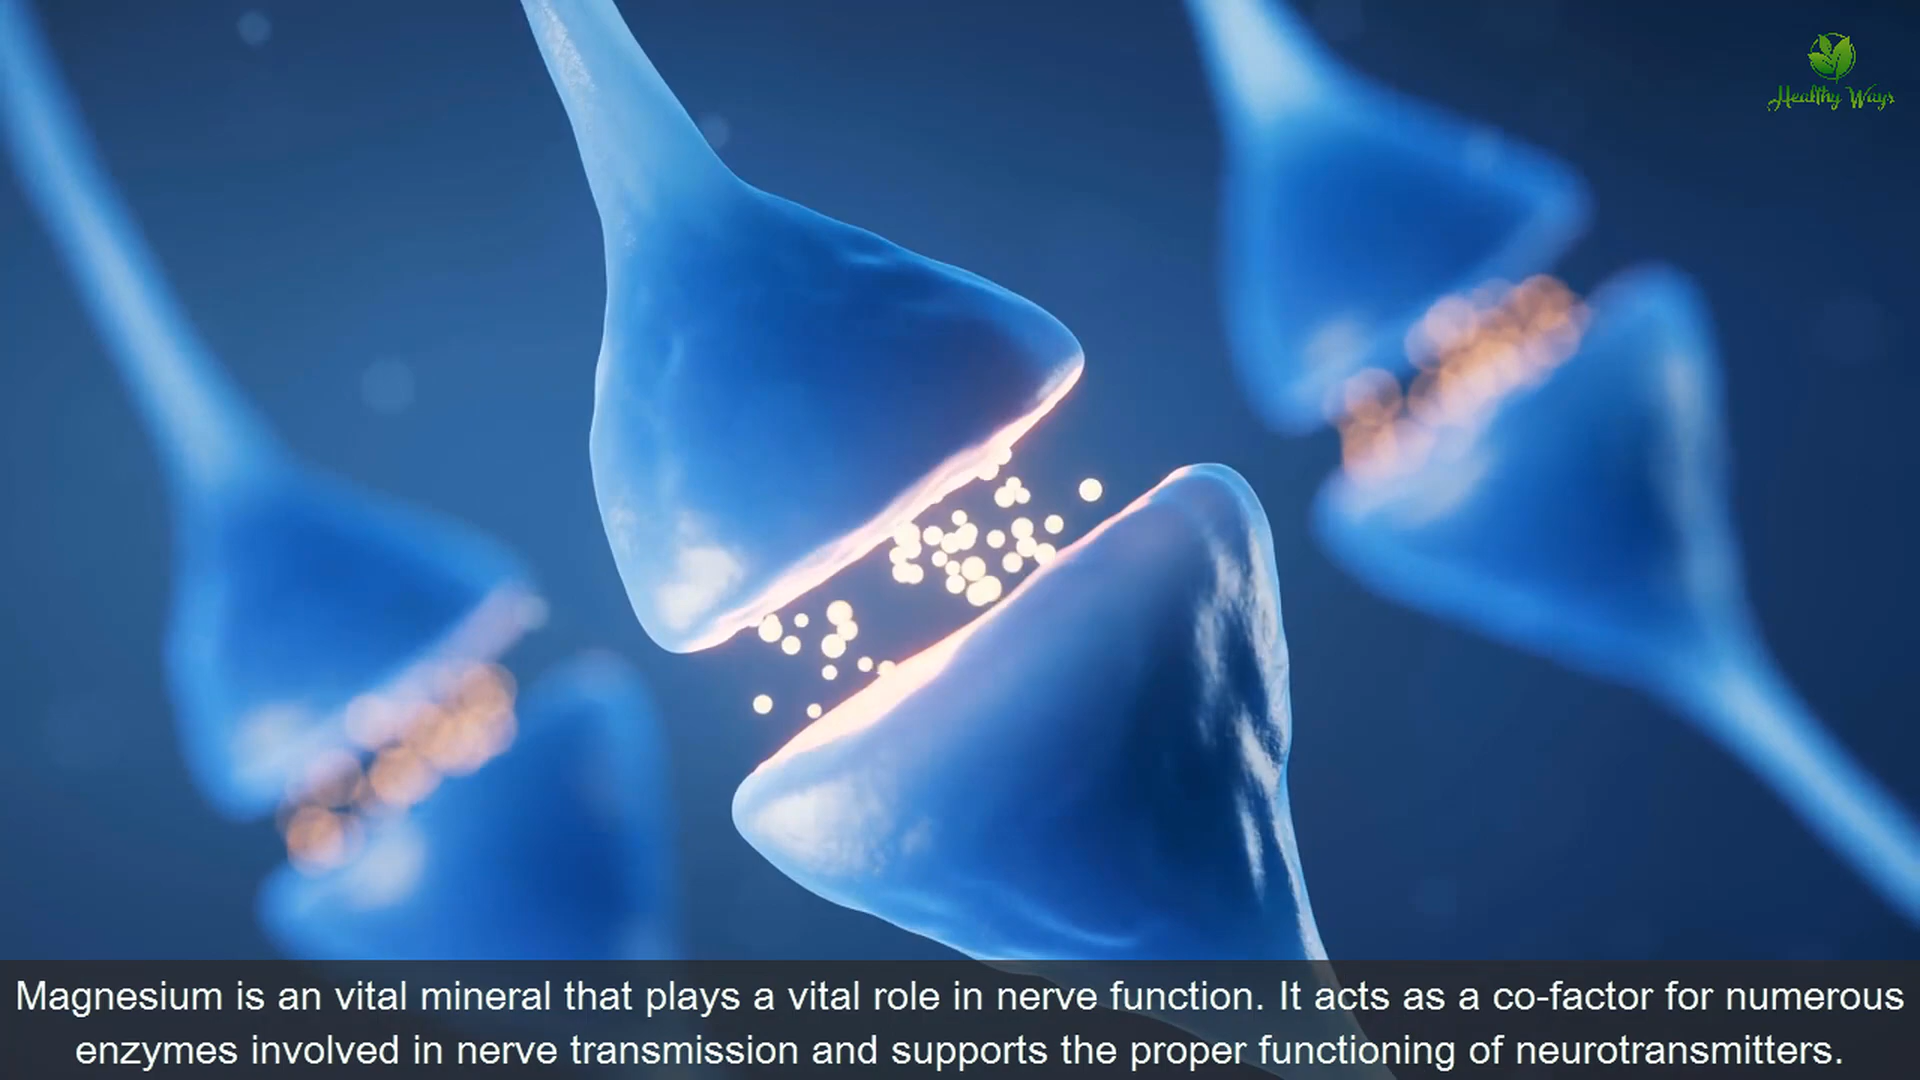 Healthy Ways
Magnesium is an vital mineral that plays a vital role in nerve function. It acts as a co-factor for numerous
enzymes involved in nerve transmission and supports the proper functioning of neurotransmitters.